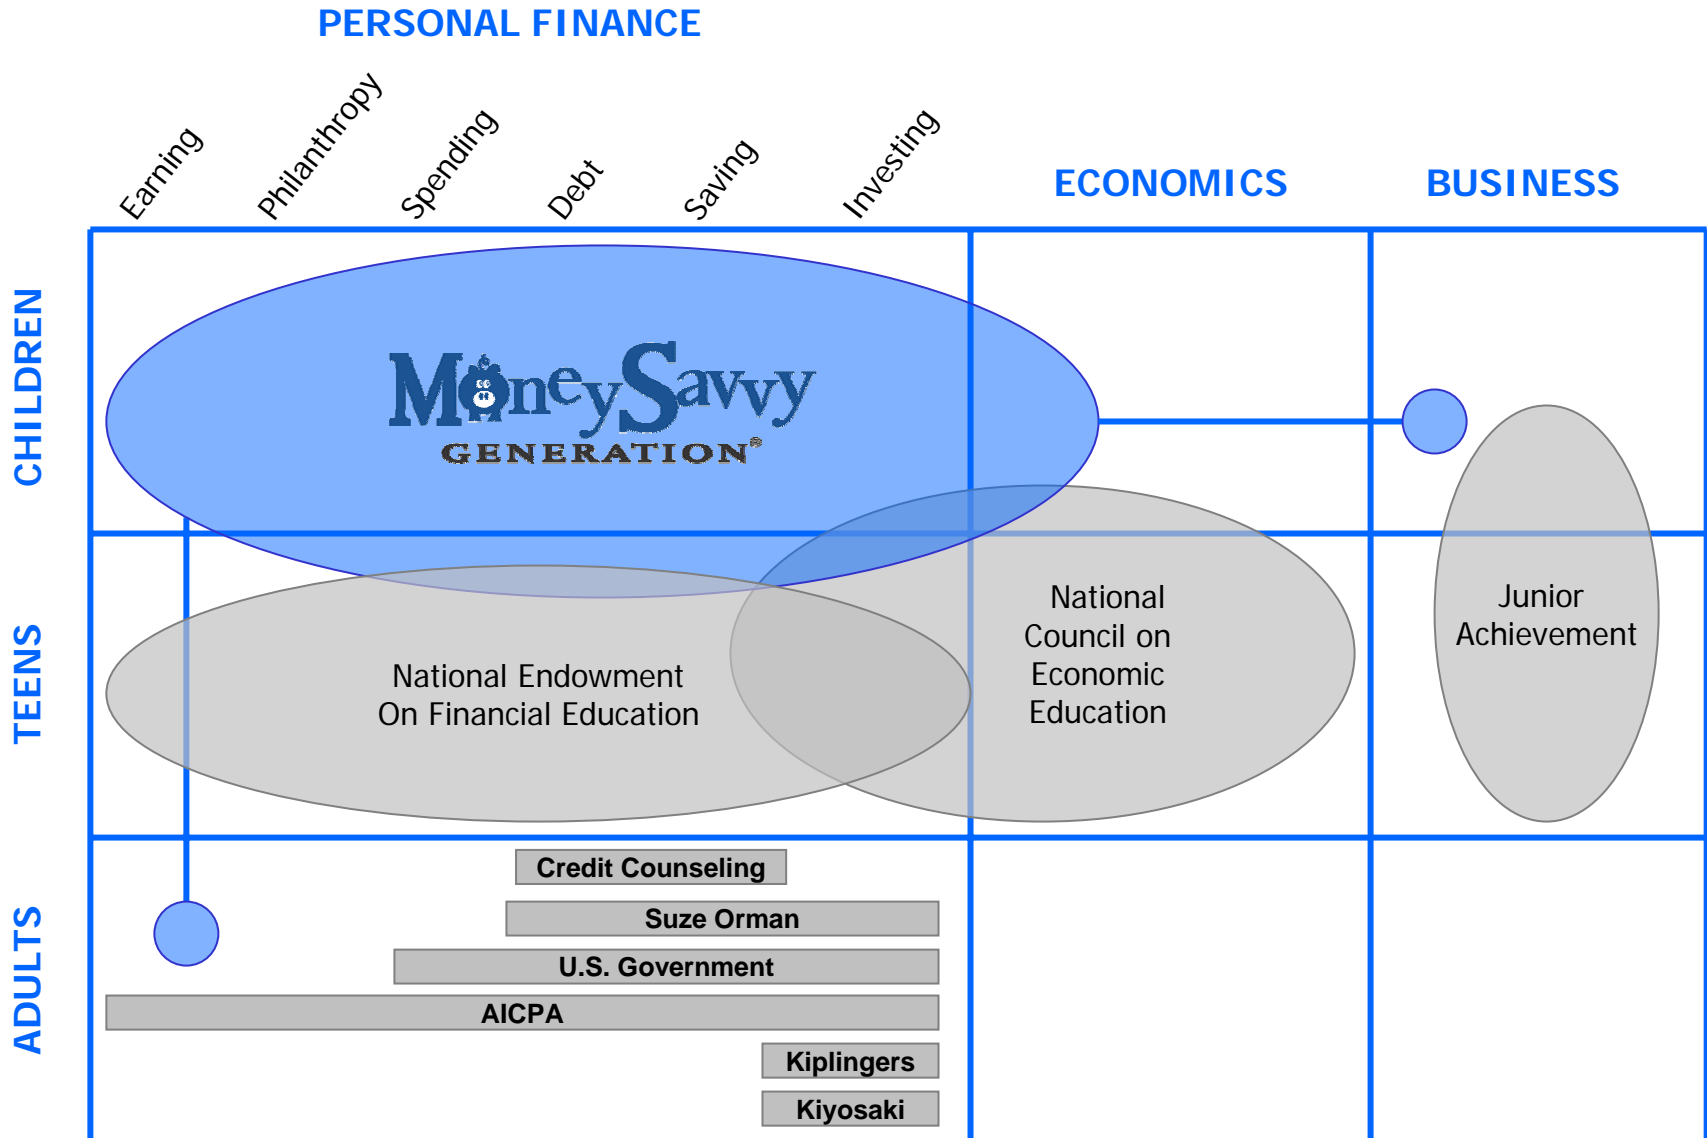 PERSONAL FINANCE
Earning
Philanthropy
Spending
Debt
Saving
Investing
ECONOMICS
BUSINESS
CHILDREN
MoneySavvy
GENERATION®
TEENS
National Endowment
On Financial Education
National
Council on
Economic
Education
Junior
Achievement
ADULTS
Credit Counseling
Suze Orman
U.S. Government
AICPA
Kiplingers
Kiyosaki